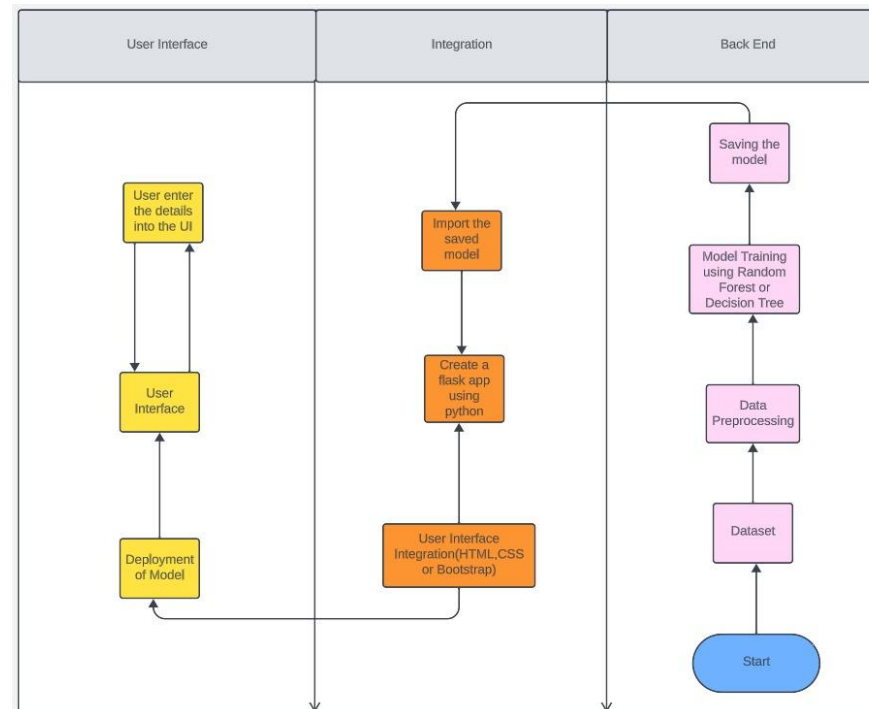 User Interface
Integration
Back End
User enter
the details
into the UI
User
Interface
Deployment
of Model
Import the
saved
model
Create a
flask app
using
python
User Interface
Integration(HTML,CSS
or Bootstrap)
Saving the
model
Model Training
using Random
Forest or
Decision Tree
Data
Preprocessing
Dataset
Start